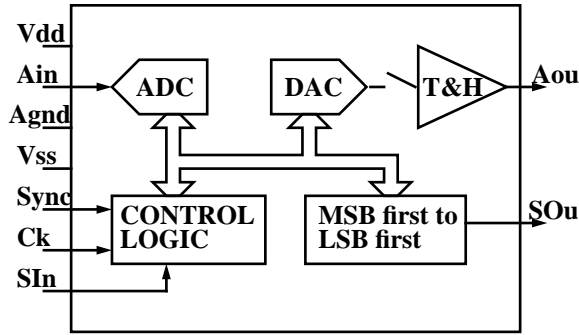 Vdd
Ain
Agnd
Vss
Sync
Ck
SIn
ADC
DAC
T&H
Aou
CONTROL
LOGIC
MSB first to
LSB first
SOu